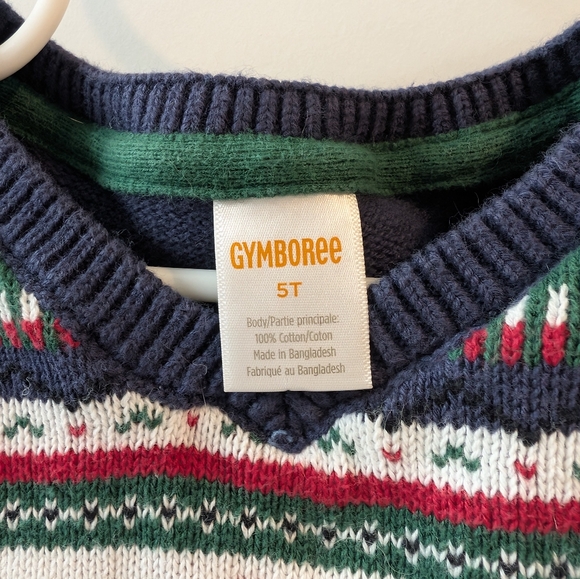 GYMBOREE
5T
Body/Partie principale:
100% Cotton/Coton
Made in Bangladesh
Fabriqué au Bangladesh